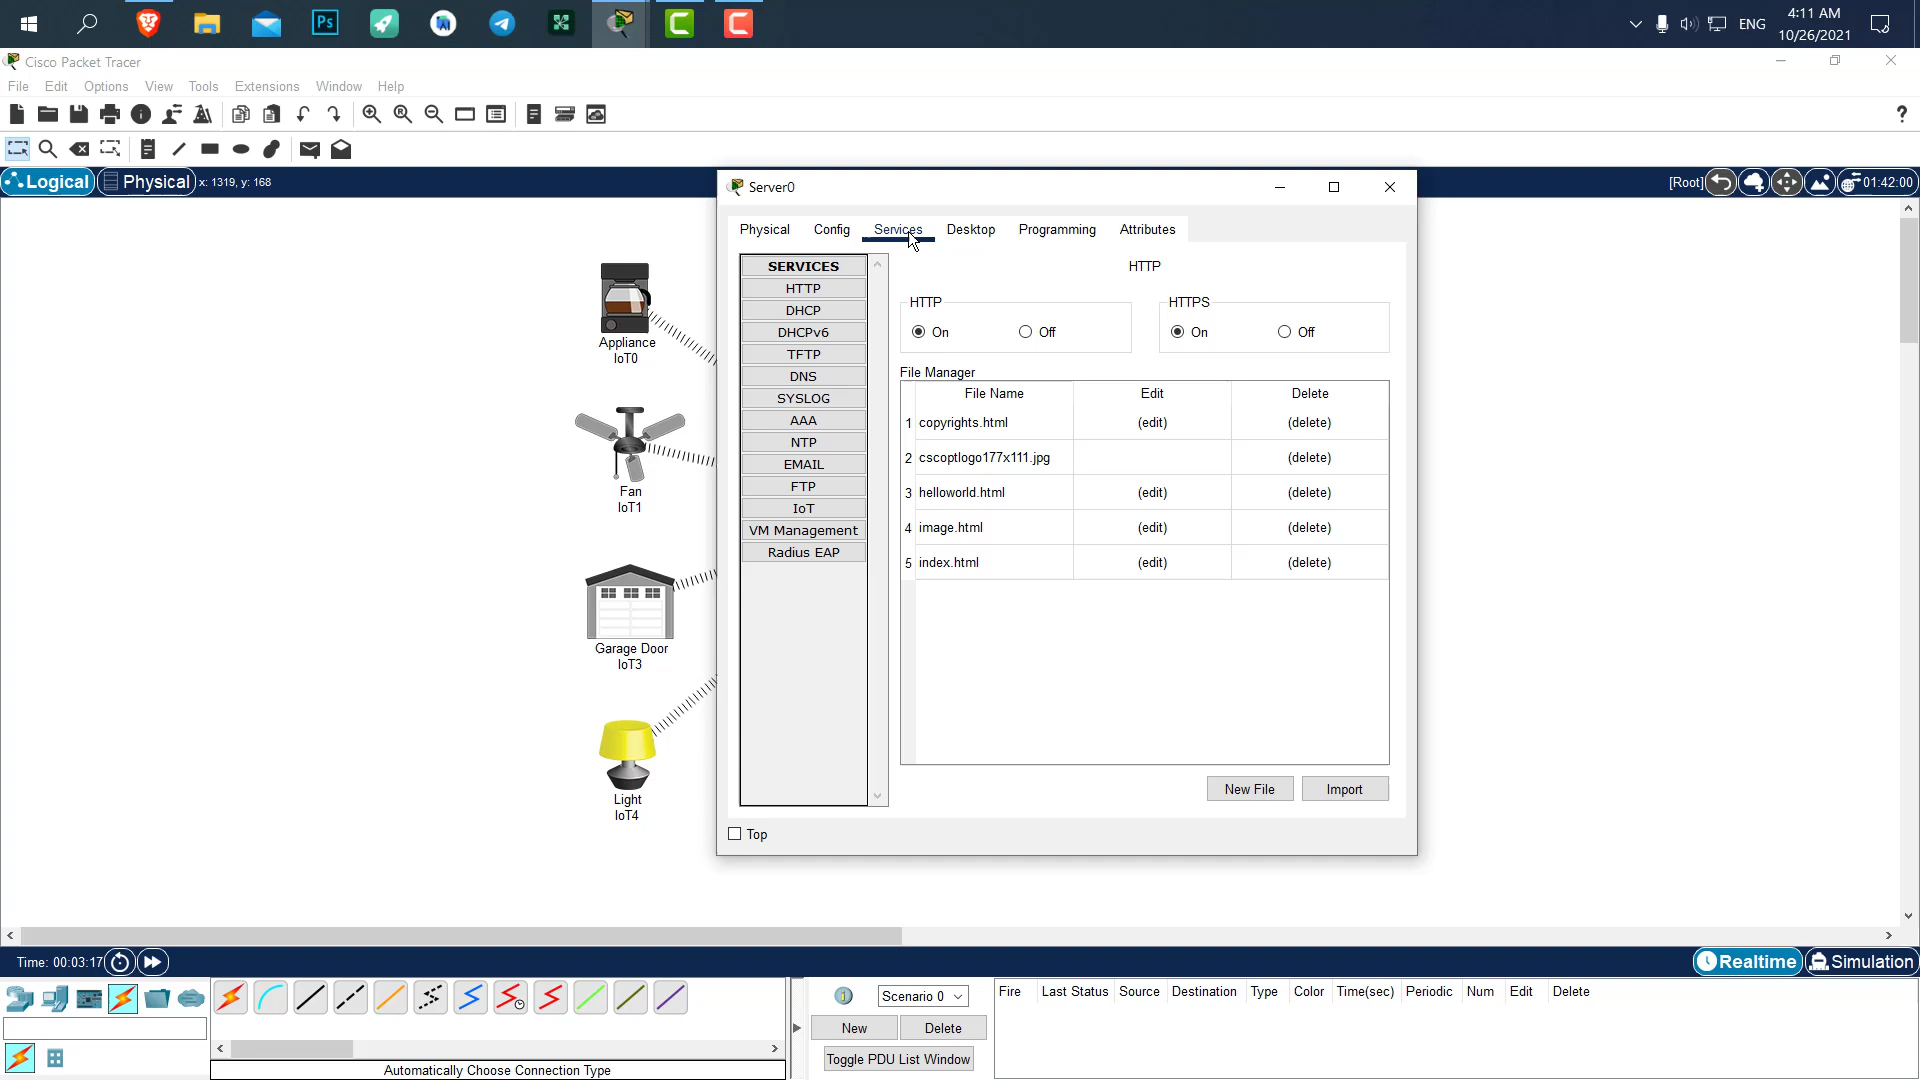 Ps
ENG
4:11 AM
10/26/2021
Cisco Packet Tracer
File Edit Options View Tools Extensions Window Help
Logical Physical x: 1319, y: 168
[Root] 01:42:00
Server0
Physical Config Services Desktop Programming Attributes
SERVICES
HTTP
DHCP
DHCPv6
TFTP
DNS
SYSLOG
AAA
NTP
EMAIL
FTP
IoT
VM Management
Radius EAP
HTTP
HTTP
On Off
HTTPS
On Off
File Manager
File Name Edit Delete
1 copyrights.html (edit) (delete)
2 cscoptlogo177x111.jpg (delete)
3 helloworld.html (edit) (delete)
4 image.html (edit) (delete)
5 index.html (edit) (delete)
New File Import
Top
Appliance
IoT0
Fan
IoT1
Garage Door
IoT3
Light
IoT4
Time: 00:03:17
Realtime Simulation
Scenario 0
New Delete
Toggle PDU List Window
Fire Last Status Source Destination Type Color Time(sec) Periodic Num Edit Delete
Automatically Choose Connection Type